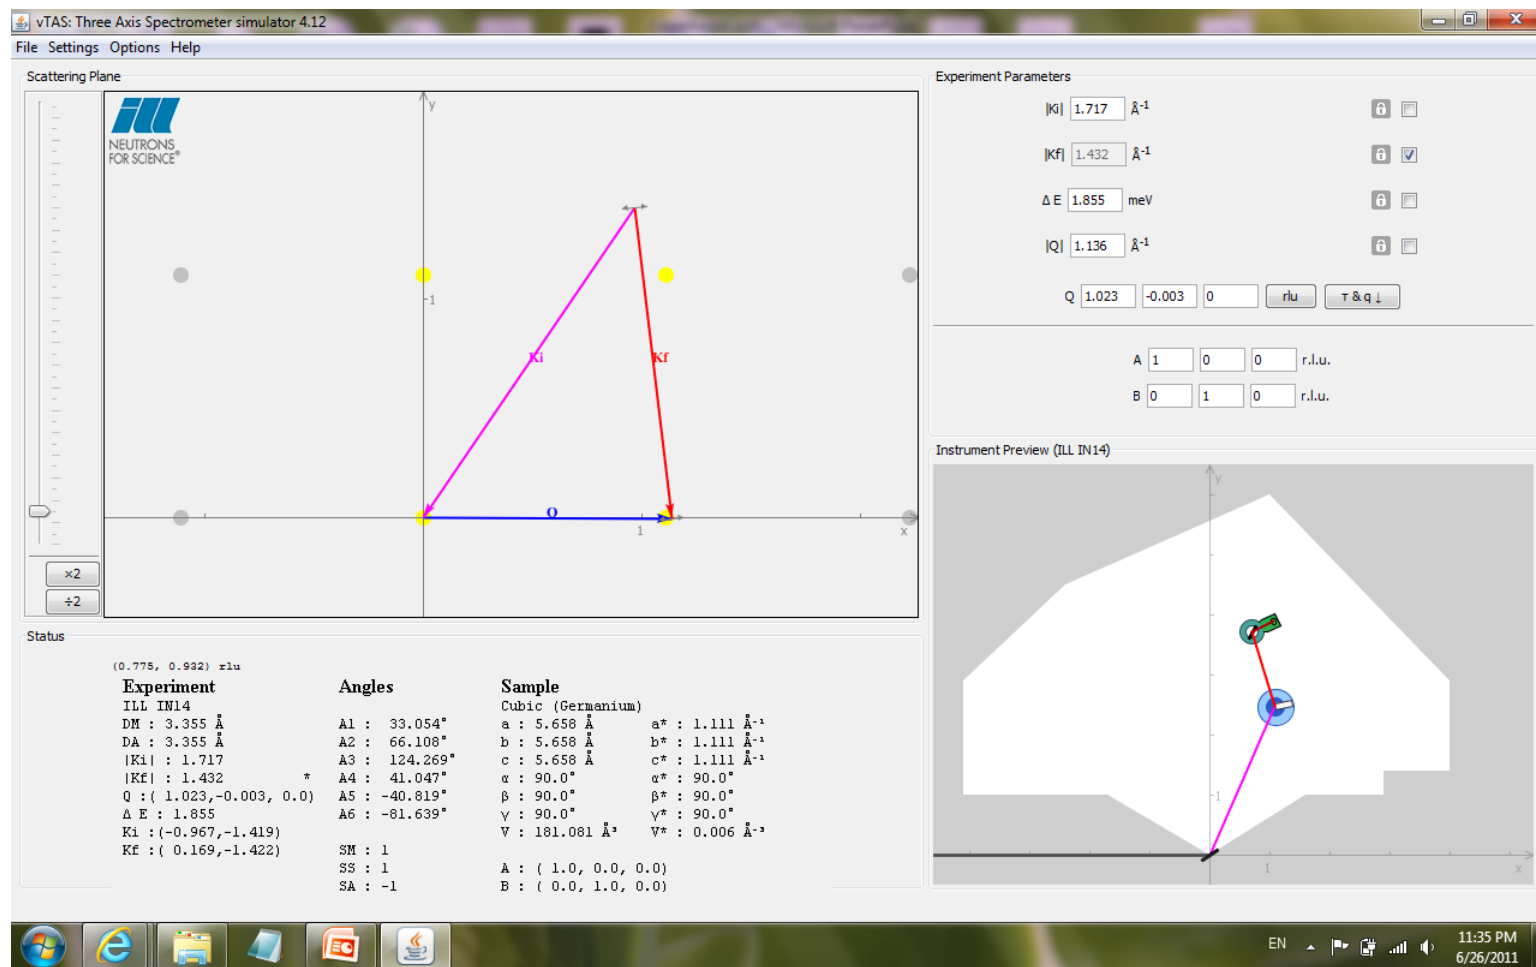 vTAS: Three Axis Spectrometer simulator 4.12
File Settings Options Help
Scattering Plane
NEUTRONS
FOR SCIENCE®
y
1
Ki
Kf
Q
1
x
×2
÷2
Experiment Parameters
|Ki| 1.717 Å-1
|Kf| 1.432 Å-1
Δ E 1.855 meV
|Q| 1.136 Å-1
Q 1.023 -0.003 0 rlu τ & q ↓
A 1 0 0 r.l.u.
B 0 1 0 r.l.u.
Instrument Preview (ILL IN14)
y
1
1
x
Status
(0.775, 0.932) rlu
Experiment Angles Sample
ILL IN14 Cubic (Germanium)
DM : 3.355 Å A1 : 33.054° a : 5.658 Å a* : 1.111 Å-1
DA : 3.355 Å A2 : 66.108° b : 5.658 Å b* : 1.111 Å-1
|Ki| : 1.717 A3 : 124.269° c : 5.658 Å c* : 1.111 Å-1
|Kf| : 1.432 * A4 : 41.047° α : 90.0° α* : 90.0°
Q :( 1.023,-0.003, 0.0) A5 : -40.819° β : 90.0° β* : 90.0°
Δ E : 1.855 A6 : -81.639° γ : 90.0° γ* : 90.0°
Ki :(-0.967,-1.419) V : 181.081 Å³ V* : 0.006 Å-³
Kf :( 0.169,-1.422) SM : 1
SS : 1 A : ( 1.0, 0.0, 0.0)
SA : -1 B : ( 0.0, 1.0, 0.0)
EN 11:35 PM
6/26/2011